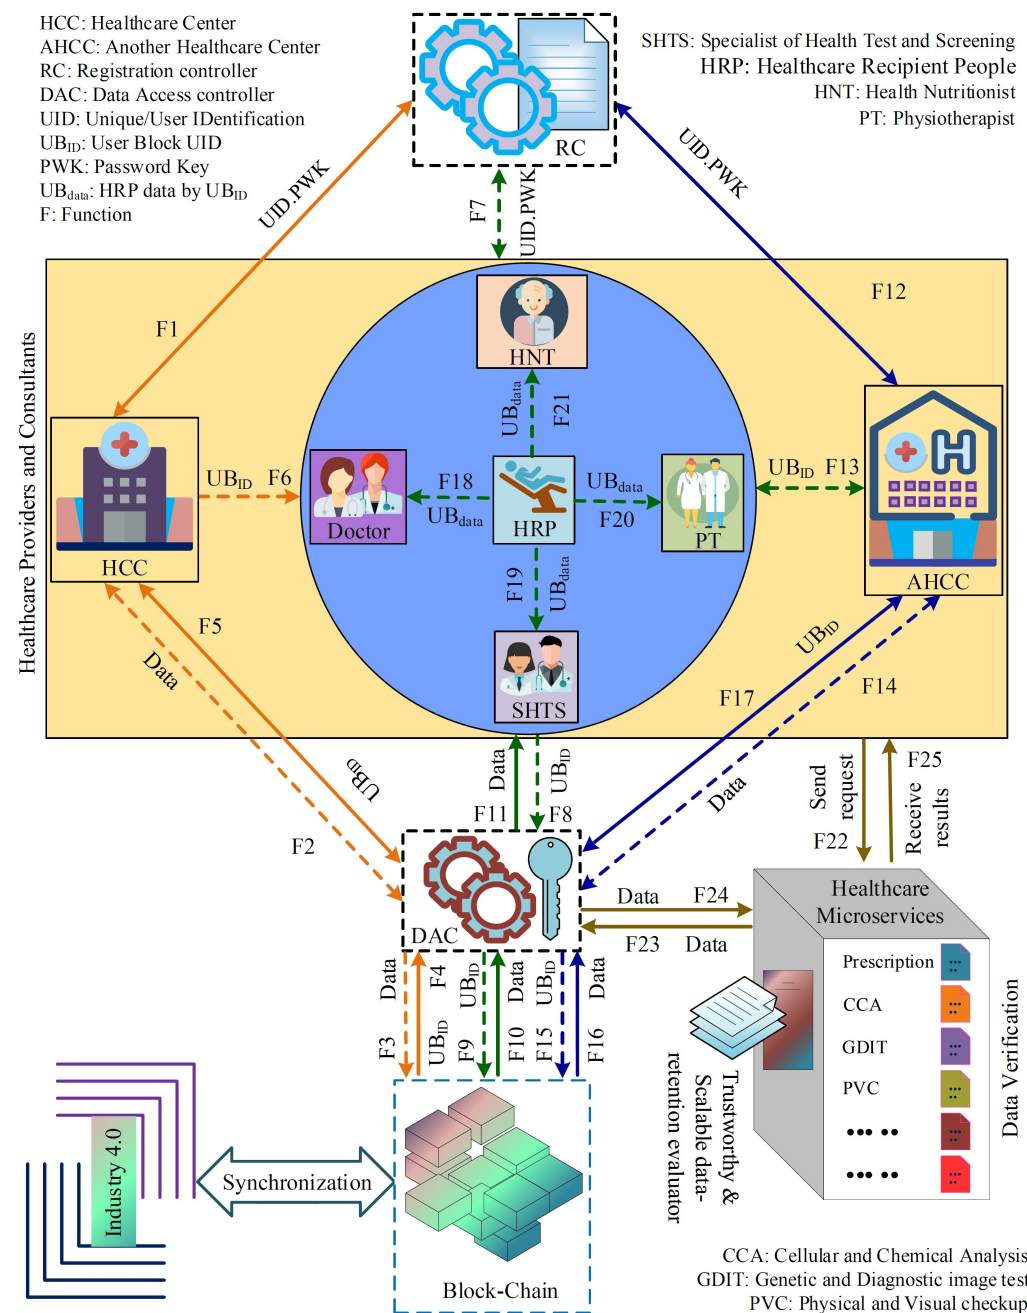 HCC: Healthcare Center
AHCC: Another Healthcare Center
RC: Registration controller
DAC: Data Access controller
UID: Unique/User IDentification
UB_ID: User Block UID
PWK: Password Key
UB_data: HRP data by UB_ID
F: Function
SHTS: Specialist of Health Test and Screening
HRP: Healthcare Recipient People
HNT: Health Nutritionist
PT: Physiotherapist
RC
UID.PWK
UID.PWK
F7
UID.PWK
F1
F12
Healthcare Providers and Consultants
HNT
UB_data
F21
HCC
UB_ID
F6
Doctor
F18
UB_data
HRP
UB_data
F20
PT
UB_ID
F13
AHCC
F19
UB_data
SHTS
F5
Data
UB_ID
F2
UB_ID
F17
F14
Data
Data
F11
UB_ID
F8
Send
request
F22
F25
Receive
results
DAC
Data
F24
F23
Data
Healthcare
Microservices
Prescription
CCA
GDIT
PVC
Data Verification
Trustworthy &
Scalable data-
retention evaluator
Data
F3
F4
UB_ID
UB_ID
F9
Data
F10
UB_ID
F15
Data
F16
Industry 4.0
Synchronization
Block-Chain
CCA: Cellular and Chemical Analysis
GDIT: Genetic and Diagnostic image test
PVC: Physical and Visual checkup